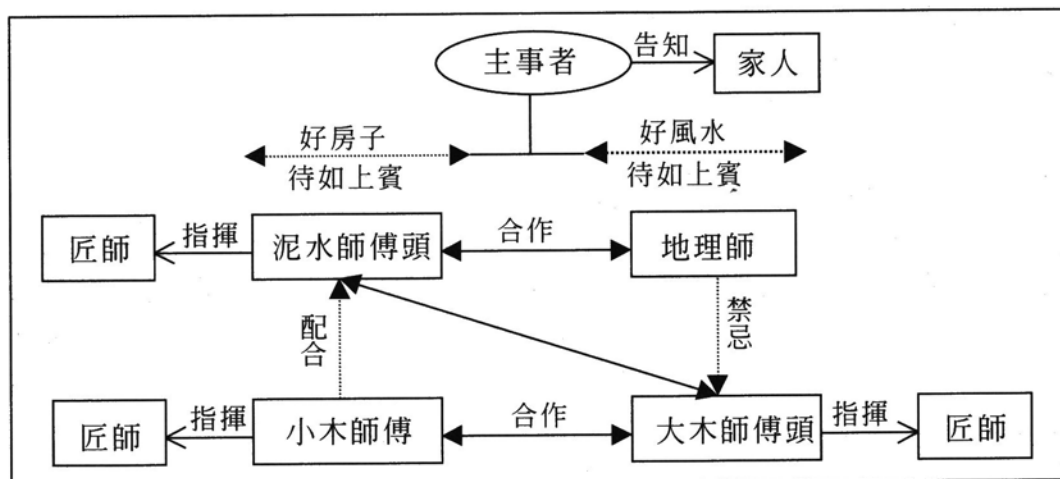 主事者
告知
家人
好房子
待如上賓
好風水
待如上賓
匠師
指揮
泥水師傅頭
合作
地理師
配合
禁忌
匠師
指揮
小木師傅
合作
大木師傅頭
指揮
匠師